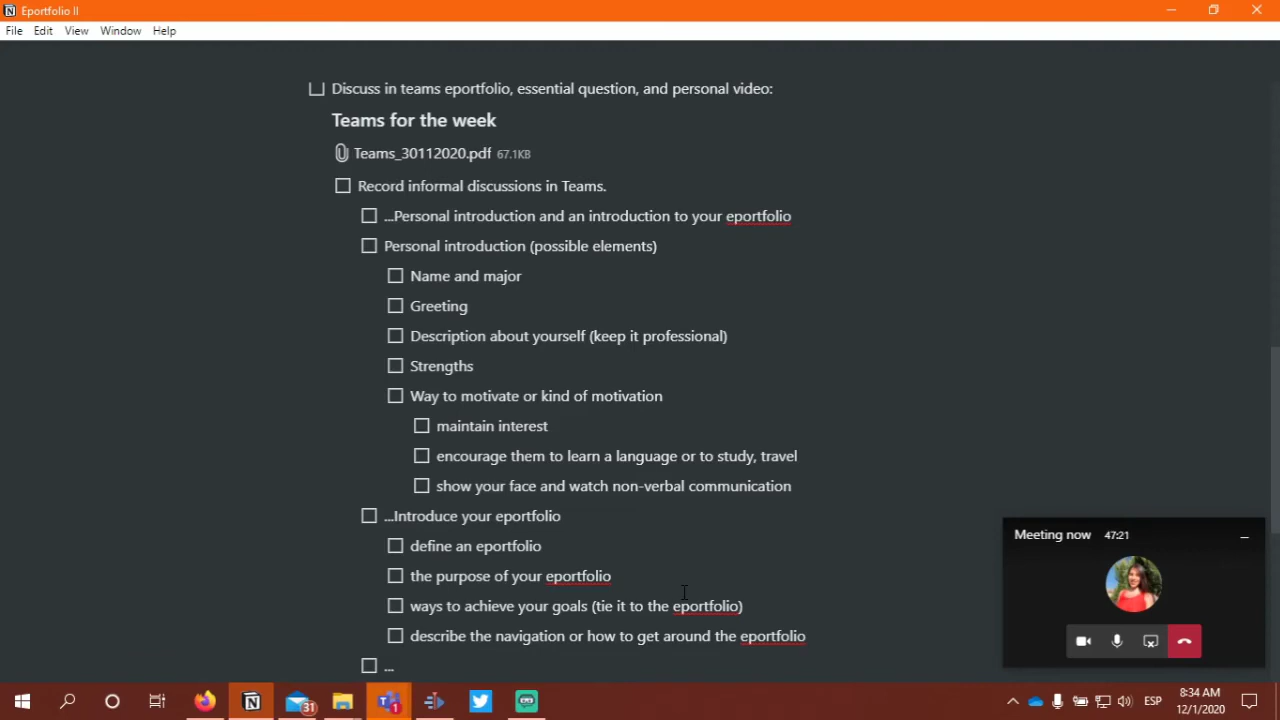 Eportfolio II
File Edit View Window Help
Discuss in teams eportfolio, essential question, and personal video:
Teams for the week
Teams_30112020.pdf 67.1KB
Record informal discussions in Teams.
...Personal introduction and an introduction to your eportfolio
Personal introduction (possible elements)
Name and major
Greeting
Description about yourself (keep it professional)
Strengths
Way to motivate or kind of motivation
maintain interest
encourage them to learn a language or to study, travel
show your face and watch non-verbal communication
...Introduce your eportfolio
define an eportfolio
the purpose of your eportfolio
ways to achieve your goals (tie it to the eportfolio)
describe the navigation or how to get around the eportfolio
...
Meeting now 47:21
31
1
ESP
8:34 AM
12/1/2020